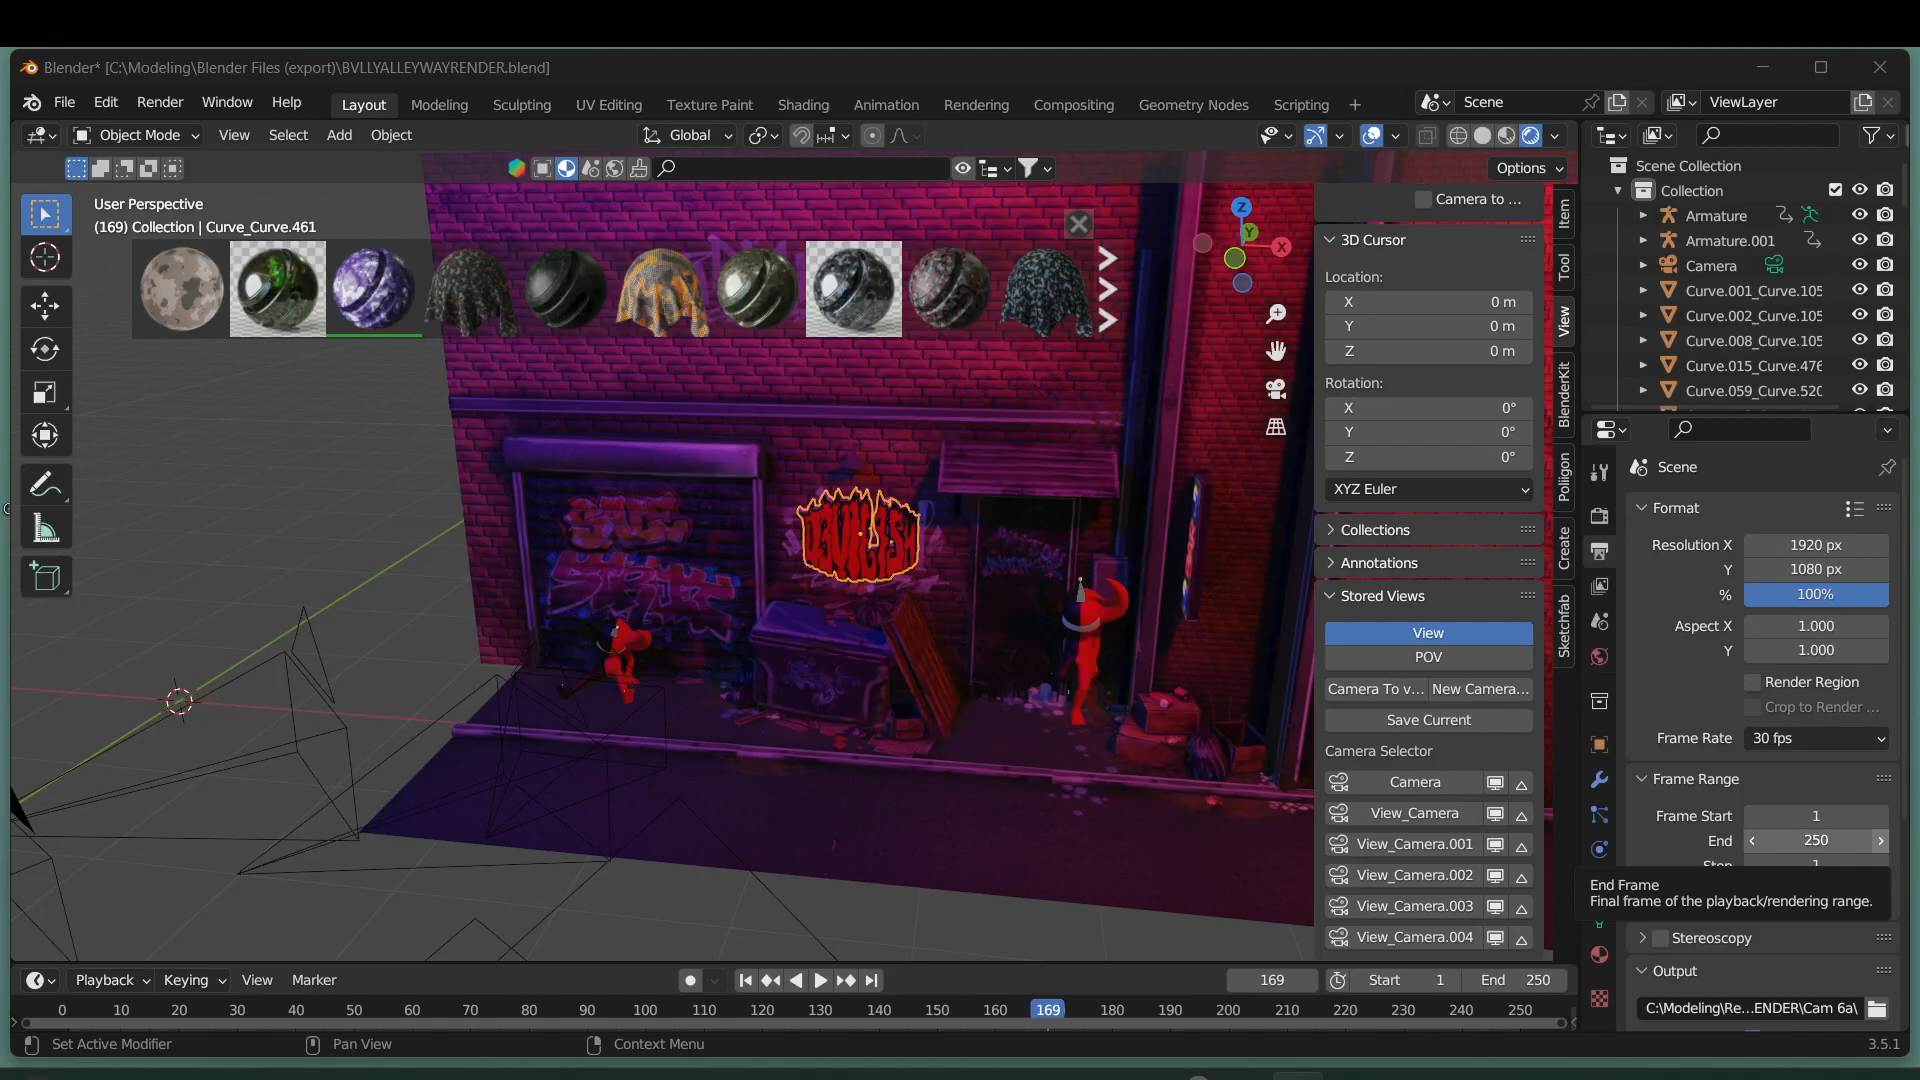 Blender* [C:\Modeling\Blender Files (export)\BVLLYALLEYWAYRENDER.blend]
File Edit Render Window Help Layout Modeling Sculpting UV Editing Texture Paint Shading Animation Rendering Compositing Geometry Nodes Scripting + Scene ViewLayer
Object Mode View Select Add Object Global
Options
User Perspective
(169) Collection | Curve_Curve.461
Z
Y
X
Camera to ...
3D Cursor
Location:
X 0 m
Y 0 m
Z 0 m
Rotation:
X 0°
Y 0°
Z 0°
XYZ Euler
Collections
Annotations
Stored Views
View
POV
Camera To v... New Camera...
Save Current
Camera Selector
Camera
View_Camera
View_Camera.001
View_Camera.002
View_Camera.003
View_Camera.004
Item
Tool
View
BlenderKit
Poliigon
Create
Sketchfab
Scene Collection
Collection
Armature
Armature.001
Camera
Curve.001_Curve.105
Curve.002_Curve.105
Curve.008_Curve.105
Curve.015_Curve.476
Curve.059_Curve.520
Scene
Format
Resolution X 1920 px
Y 1080 px
% 100%
Aspect X 1.000
Y 1.000
Render Region
Crop to Render ...
Frame Rate 30 fps
Frame Range
Frame Start 1
End 250
Step 1
End Frame
Final frame of the playback/rendering range.
Stereoscopy
Output
C:\Modeling\Re...ENDER\Cam 6a\
Playback Keying View Marker 169 Start 1 End 250
0 10 20 30 40 50 60 70 80 90 100 110 120 130 140 150 160 169 180 190 200 210 220 230 240 250
Set Active Modifier Pan View Context Menu 3.5.1